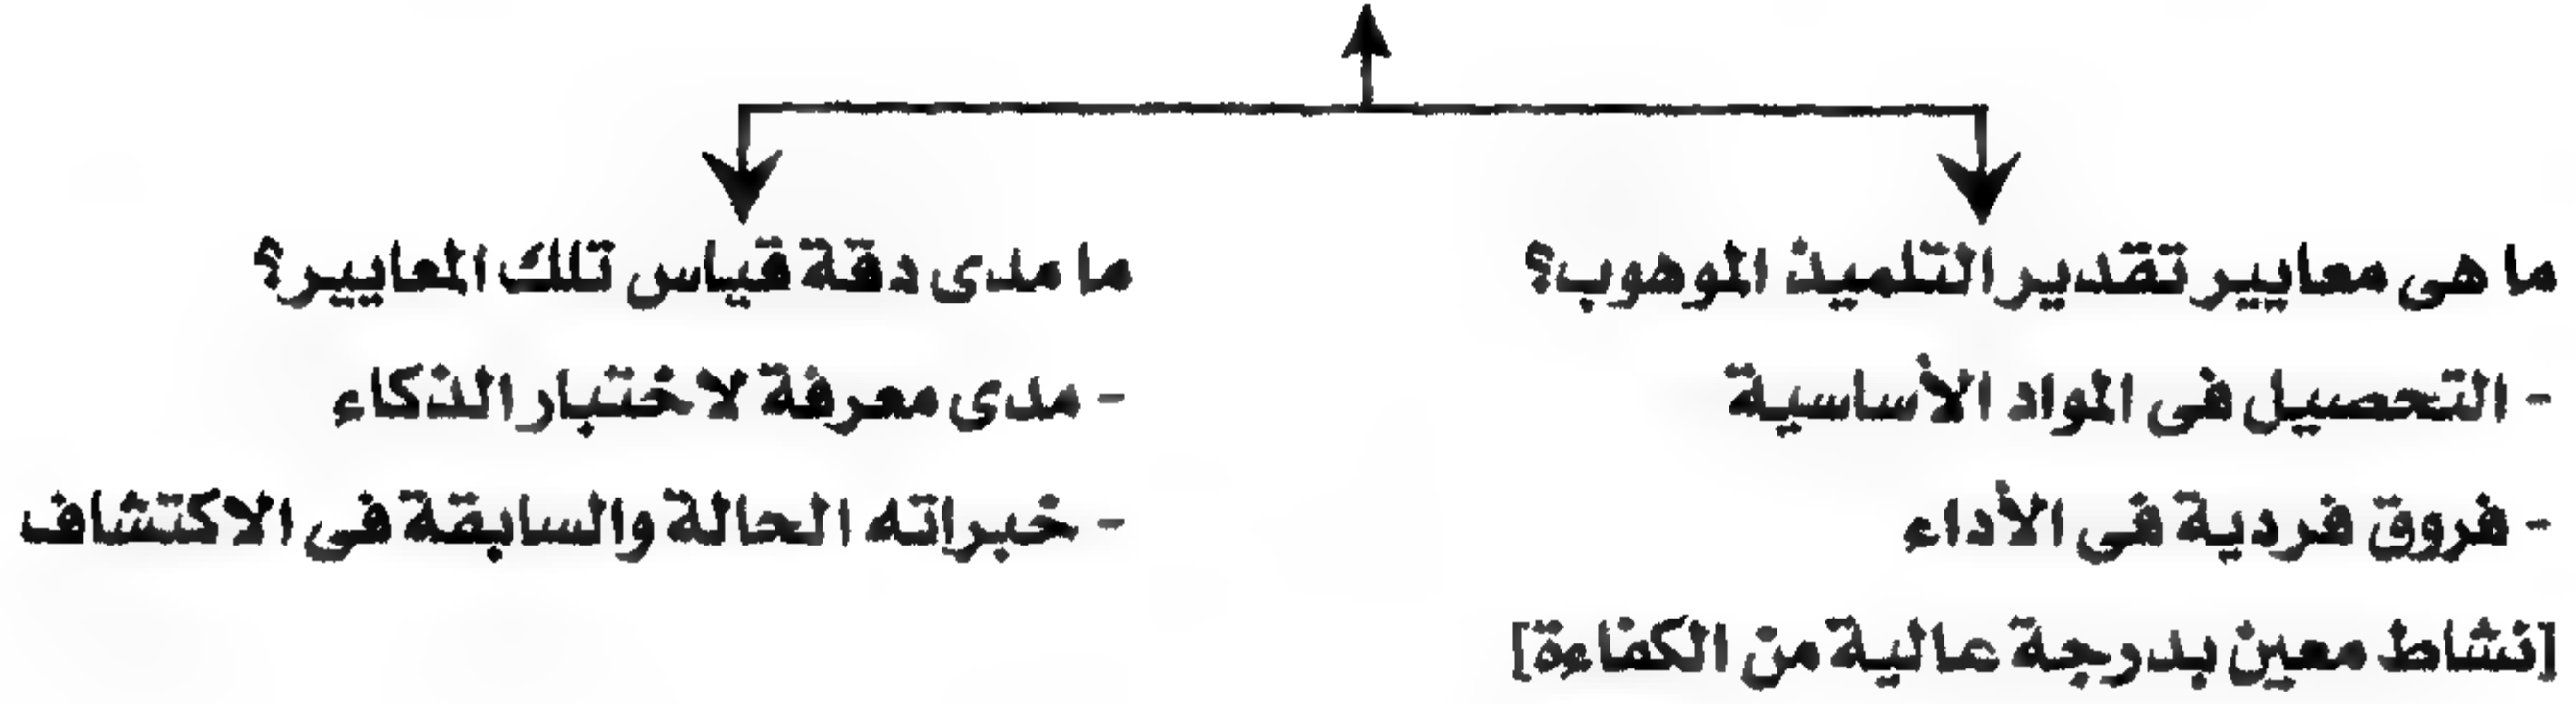 ما هى معايير تقدير التلميذ الموهوب؟
- التحصيل فى المواد الأساسية
- فروق فردية فى الأداء
[نشاط معين بدرجة عالية من الكفاءة]
ما مدى دقة قياس تلك المعايير؟
- مدى معرفة لاختبار الذكاء
- خبراته الحالة والسابقة فى الاكتشاف